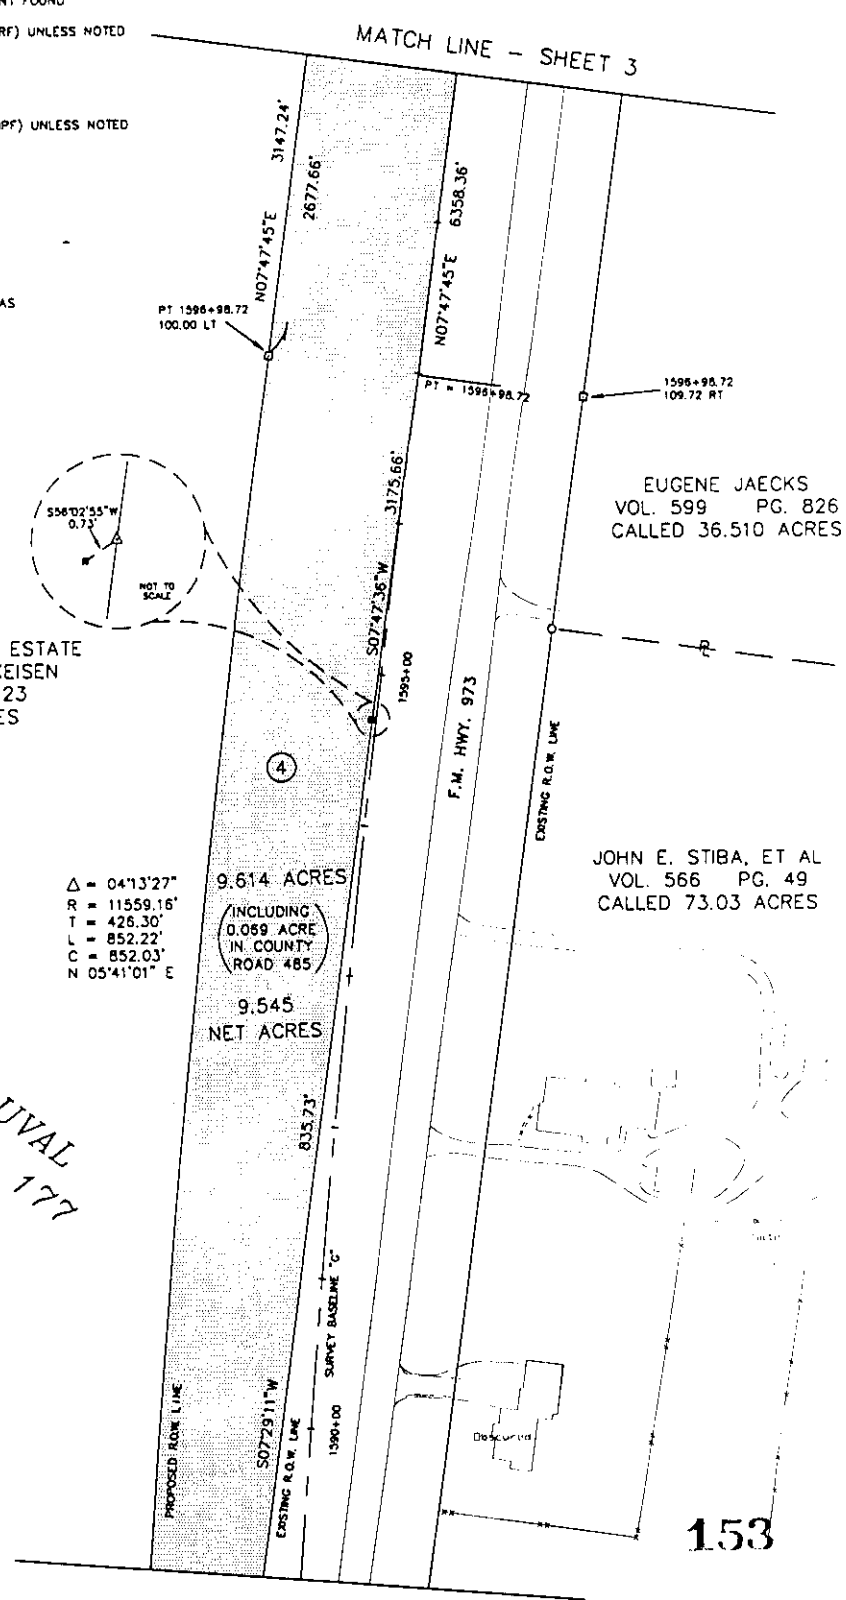 NT FOUND
RF) UNLESS NOTED
MATCH LINE - SHEET 3
PF) UNLESS NOTED
3147.24'
2677.66'
N07°47'45"E
6358.36'
N07°47'45"E
AS
PT 1596+98.72
100.00 LT
PT = 1596+98.72
1596+98.72
109.72 RT
3175.66'
S07°47'36"W
EUGENE JAECKS
VOL. 599 PG. 826
CALLED 36.510 ACRES
S56°02'55"W
0.73'
NOT TO
SCALE
ESTATE
EISEN
23
ES
1595+00
F.M. HWY. 973
EXISTING R.O.W. LINE
4
JOHN E. STIBA, ET AL
VOL. 566 PG. 49
CALLED 73.03 ACRES
Δ = 04°13'27"
R = 11559.16'
T = 426.30'
L = 852.22'
C = 852.03'
N 05°41'01" E
9.614 ACRES
(INCLUDING
0.069 ACRE
IN COUNTY
ROAD 485)
9.545
NET ACRES
UVAL
177
835.73'
SURVEY BASELINE "G"
1590+00
S07°29'11"W
PROPOSED R.O.W. LINE
EXISTING R.O.W. LINE
Obscured
153